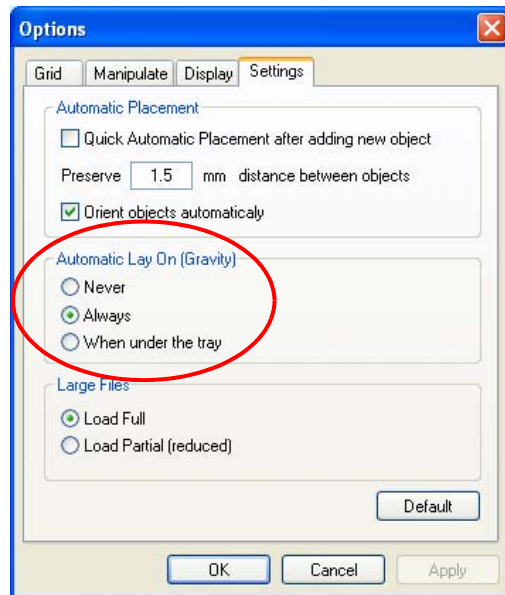 Options
Grid Manipulate Display Settings
Automatic Placement
Quick Automatic Placement after adding new object
Preserve 1.5 mm distance between objects
Orient objects automaticaly
Automatic Lay On (Gravity)
Never
Always
When under the tray
Large Files
Load Full
Load Partial (reduced)
Default
OK Cancel Apply